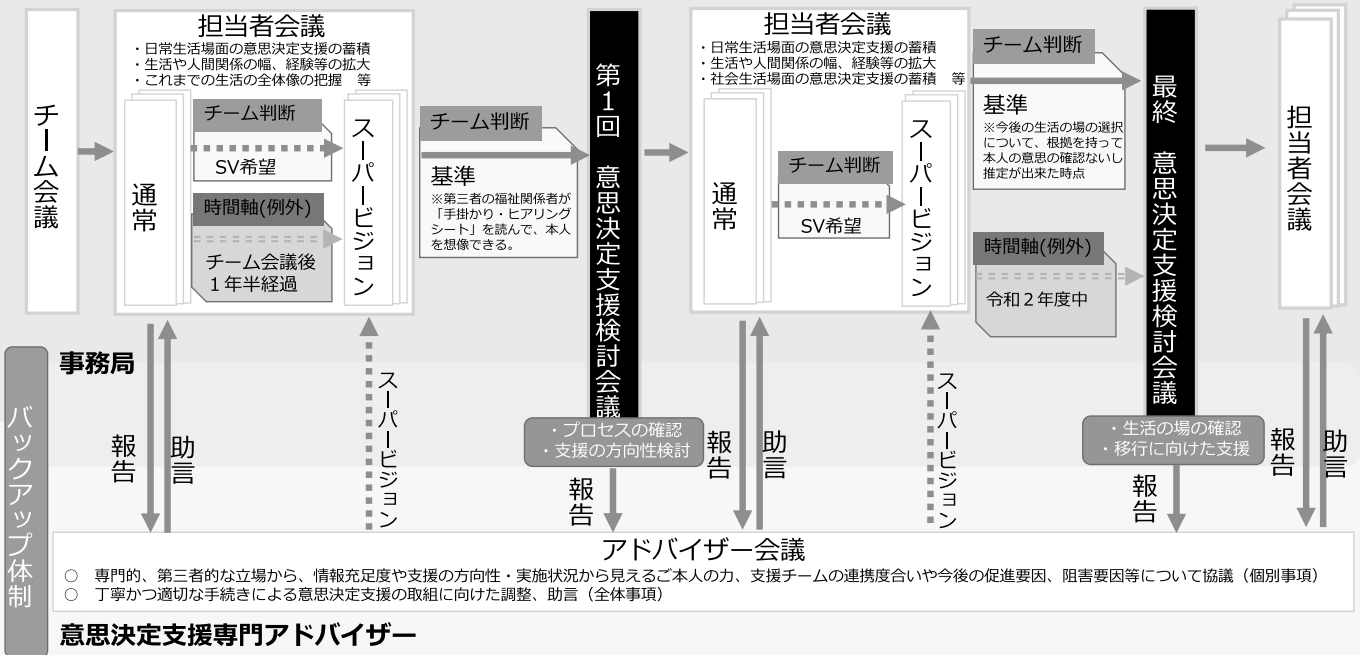 チーム会議
担当者会議
・日常生活場面の意思決定支援の蓄積
・生活や人間関係の幅、経験等の拡大
・これまでの生活の全体像の把握　等
通常
チーム判断
SV希望
時間軸(例外)
チーム会議後
１年半経過
スーパービジョン
チーム判断
基準
※第三者の福祉関係者が
「手掛かり・ヒアリング
シート」を読んで、本人
を想像できる。
第１回　意思決定支援検討会議
・プロセスの確認
・支援の方向性検討
担当者会議
・日常生活場面の意思決定支援の蓄積
・生活や人間関係の幅、経験等の拡大
・社会生活場面の意思決定支援の蓄積　等
通常
チーム判断
SV希望
スーパービジョン
チーム判断
基準
※今後の生活の場の選択
について、根拠を持って
本人の意思の確認ないし
推定が出来た時点
時間軸(例外)
令和２年度中
最終　意思決定支援検討会議
・生活の場の確認
・移行に向けた支援
担当者会議
バックアップ体制
事務局
報告
助言
スーパービジョン
報告
報告
助言
スーパービジョン
報告
報告
助言
アドバイザー会議
○　専門的、第三者的な立場から、情報充足度や支援の方向性・実施状況から見えるご本人の力、支援チームの連携度合いや今後の促進要因、阻害要因等について協議（個別事項）
○　丁寧かつ適切な手続きによる意思決定支援の取組に向けた調整、助言（全体事項）
意思決定支援専門アドバイザー